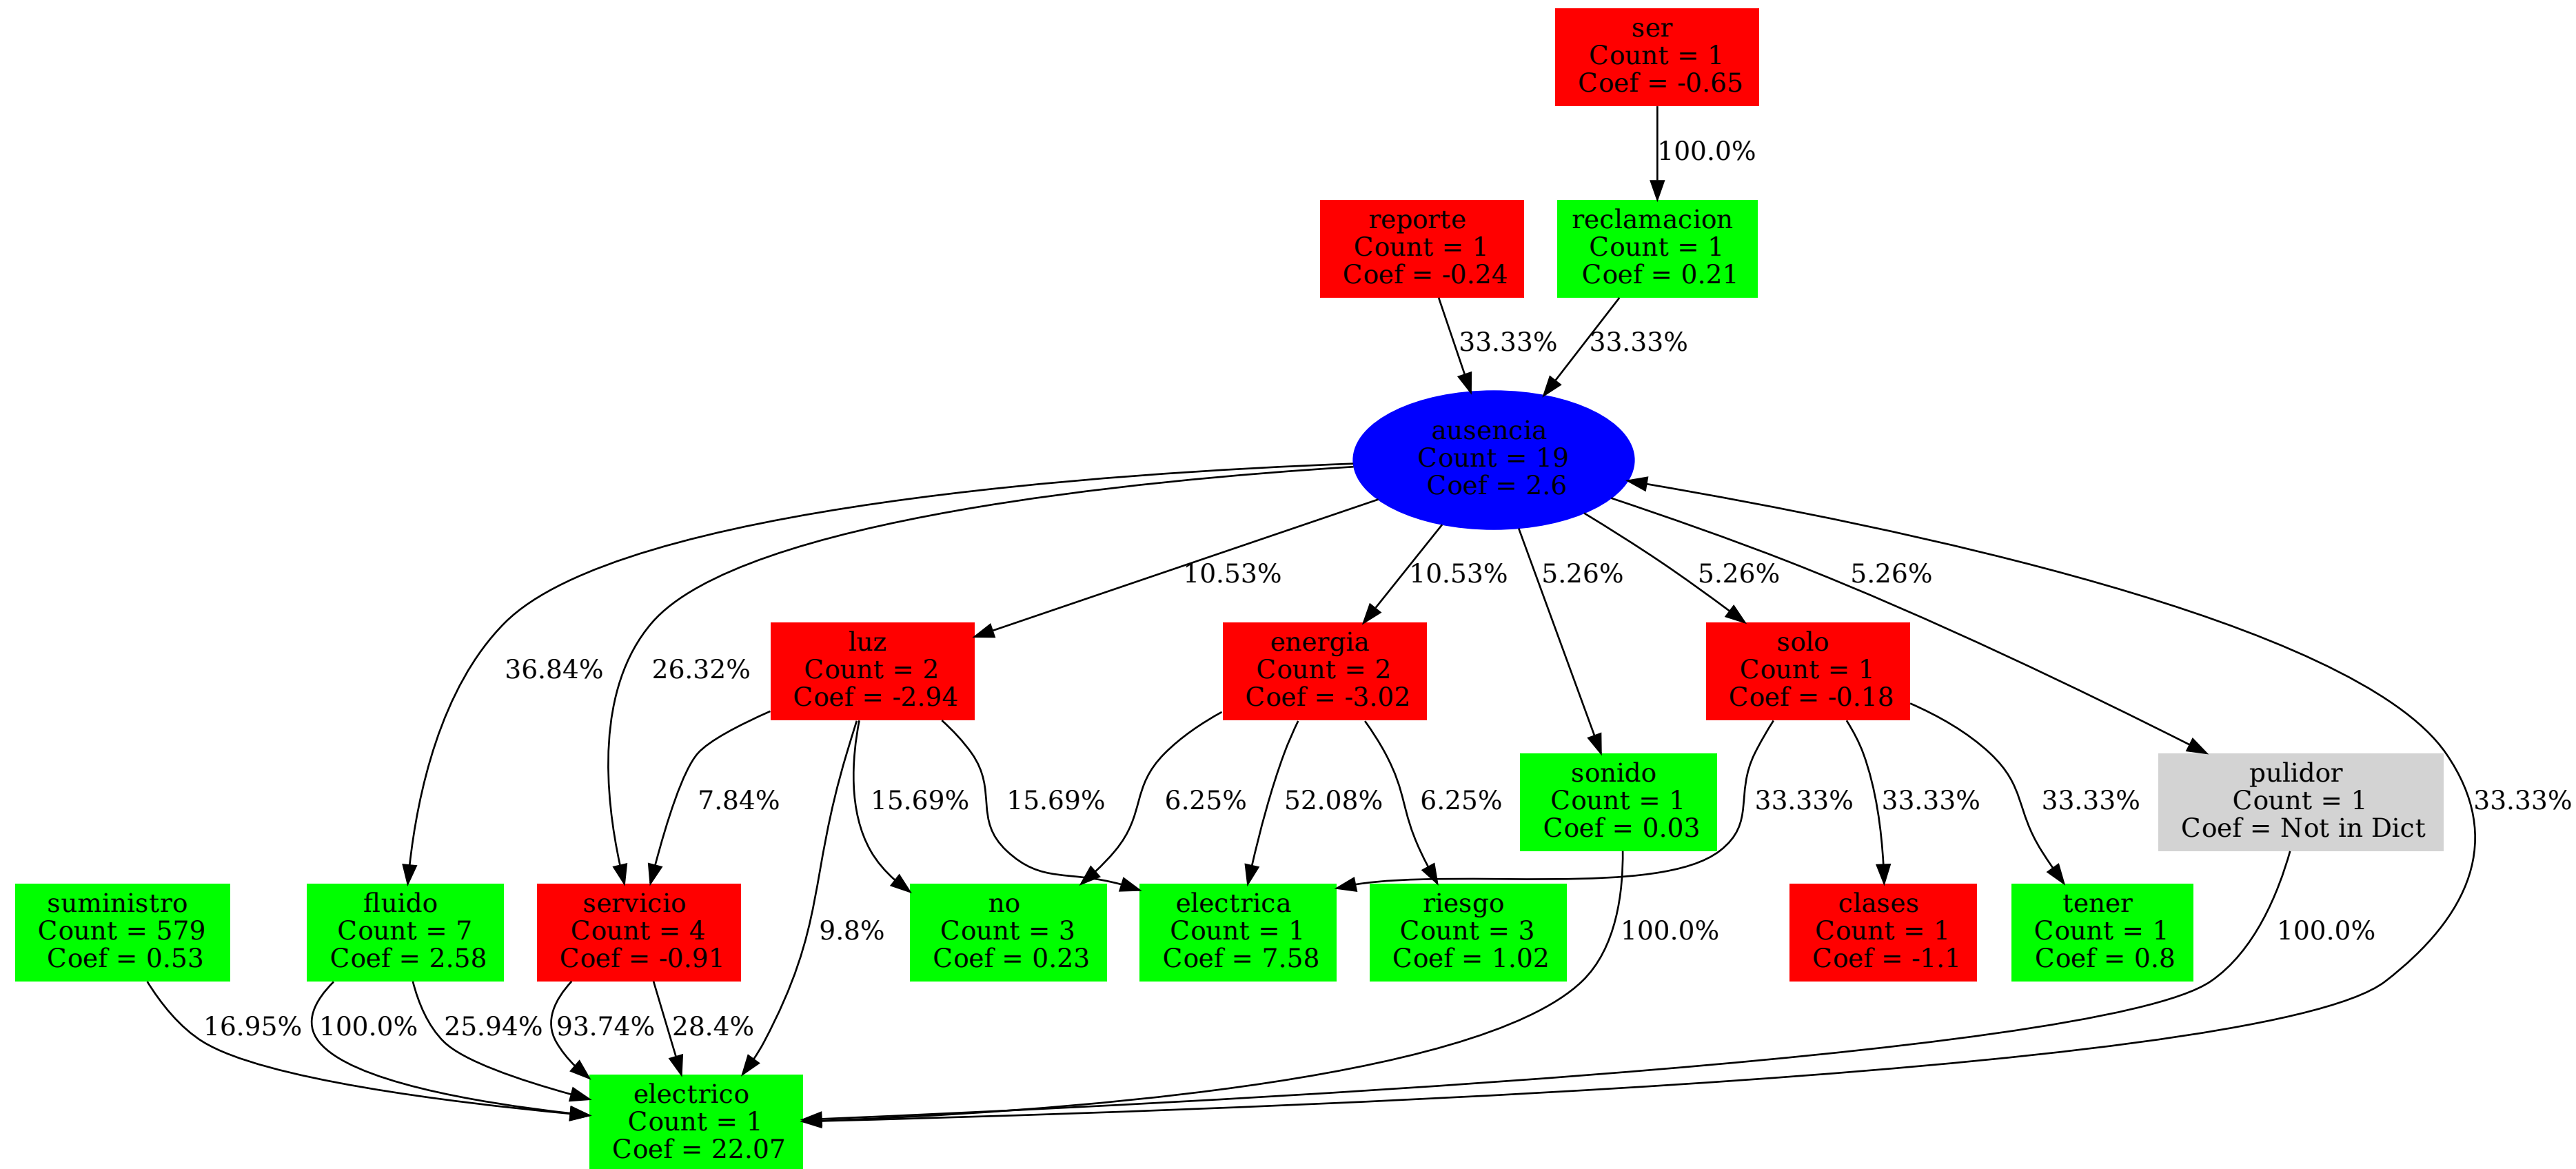 ser
Count = 1
Coef = -0.65
100.0%
reporte
Count = 1
Coef = -0.24
reclamacion
Count = 1
Coef = 0.21
33.33%
33.33%
ausencia
Count = 19
Coef = 2.6
10.53%
10.53%
5.26%
5.26%
5.26%
36.84%
26.32%
luz
Count = 2
Coef = -2.94
energia
Count = 2
Coef = -3.02
solo
Count = 1
Coef = -0.18
7.84%
15.69%
15.69%
6.25%
52.08%
6.25%
sonido
Count = 1
Coef = 0.03
33.33%
33.33%
33.33%
pulidor
Count = 1
Coef = Not in Dict
33.33%
suministro
Count = 579
Coef = 0.53
fluido
Count = 7
Coef = 2.58
servicio
Count = 4
Coef = -0.91
9.8%
no
Count = 3
Coef = 0.23
electrica
Count = 1
Coef = 7.58
riesgo
Count = 3
Coef = 1.02
100.0%
clases
Count = 1
Coef = -1.1
tener
Count = 1
Coef = 0.8
100.0%
16.95%
100.0%
25.94%
93.74%
28.4%
electrico
Count = 1
Coef = 22.07